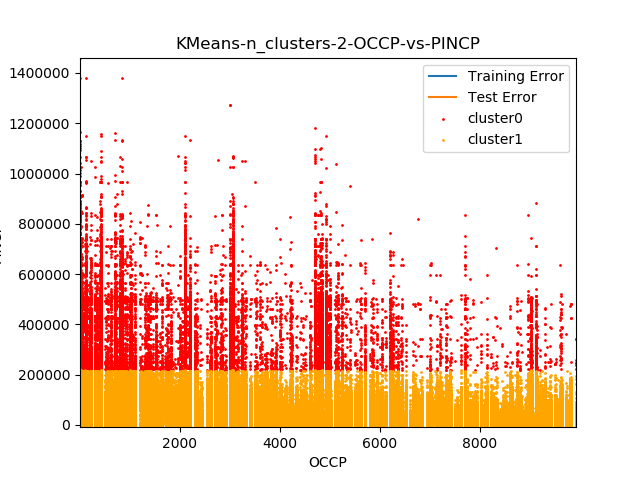 KMeans-n_clusters-2-OCCP-vs-PINCP
Training Error
Test Error
cluster0
cluster1
1400000
1200000
1000000
800000
600000
400000
200000
0
2000 4000 6000 8000
OCCP